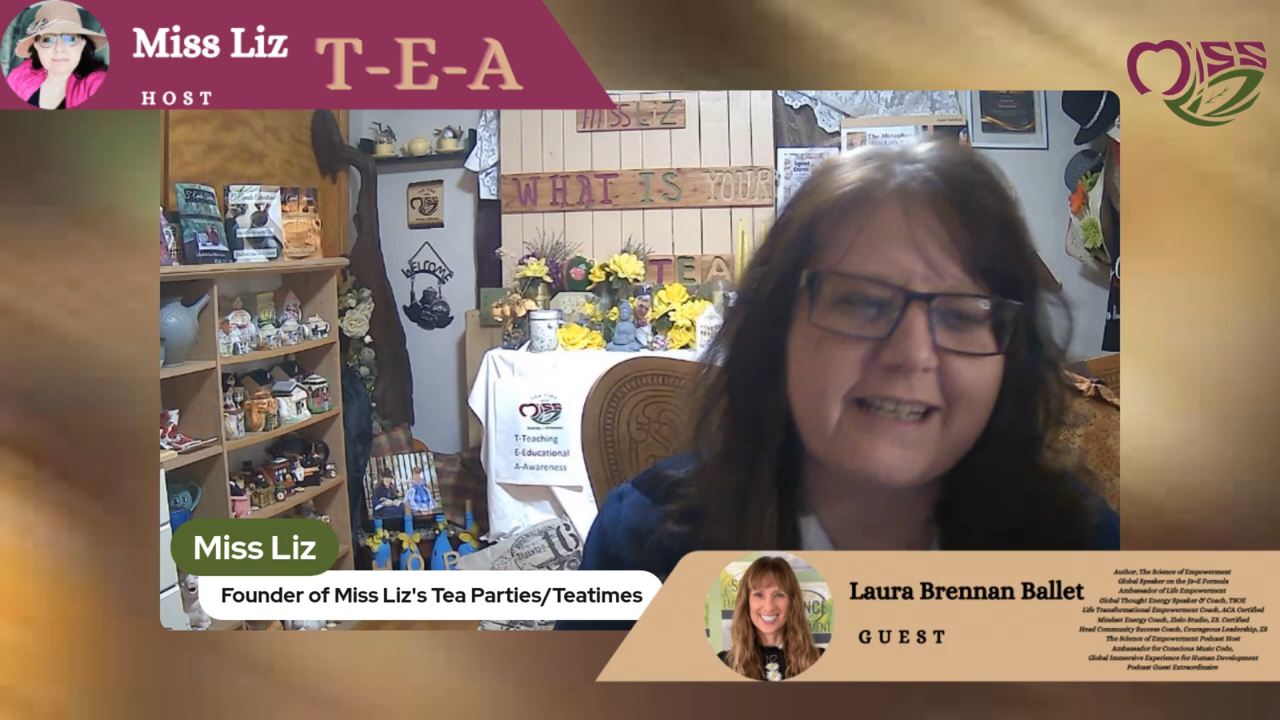 Miss Liz
HOST
T-E-A
MISS
MISS LIZ
WHAT IS YOUR
TEA
WELCOME
MISS
T-Teaching
E-Educational
A-Awareness
Miss Liz
Founder of Miss Liz's Tea Parties/Teatimes
Laura Brennan Ballet
GUEST
Author, The Science of Empowerment
Global Speaker on the J2=E Formula
Ambassador of Life Empowerment
Global Thought Energy Speaker & Coach, TSOE
Life Transformational Empowerment Coach, ACA Certified
Mindset Energy Coach, Zielo Studio, ZS. Certified
Head Community Success Coach, Courageous Leadership, ZS
The Science of Empowerment Podcast Host
Ambassador for Conscious Music Code,
Global Immersive Experience for Human Development
Podcast Guest Extraordinaire